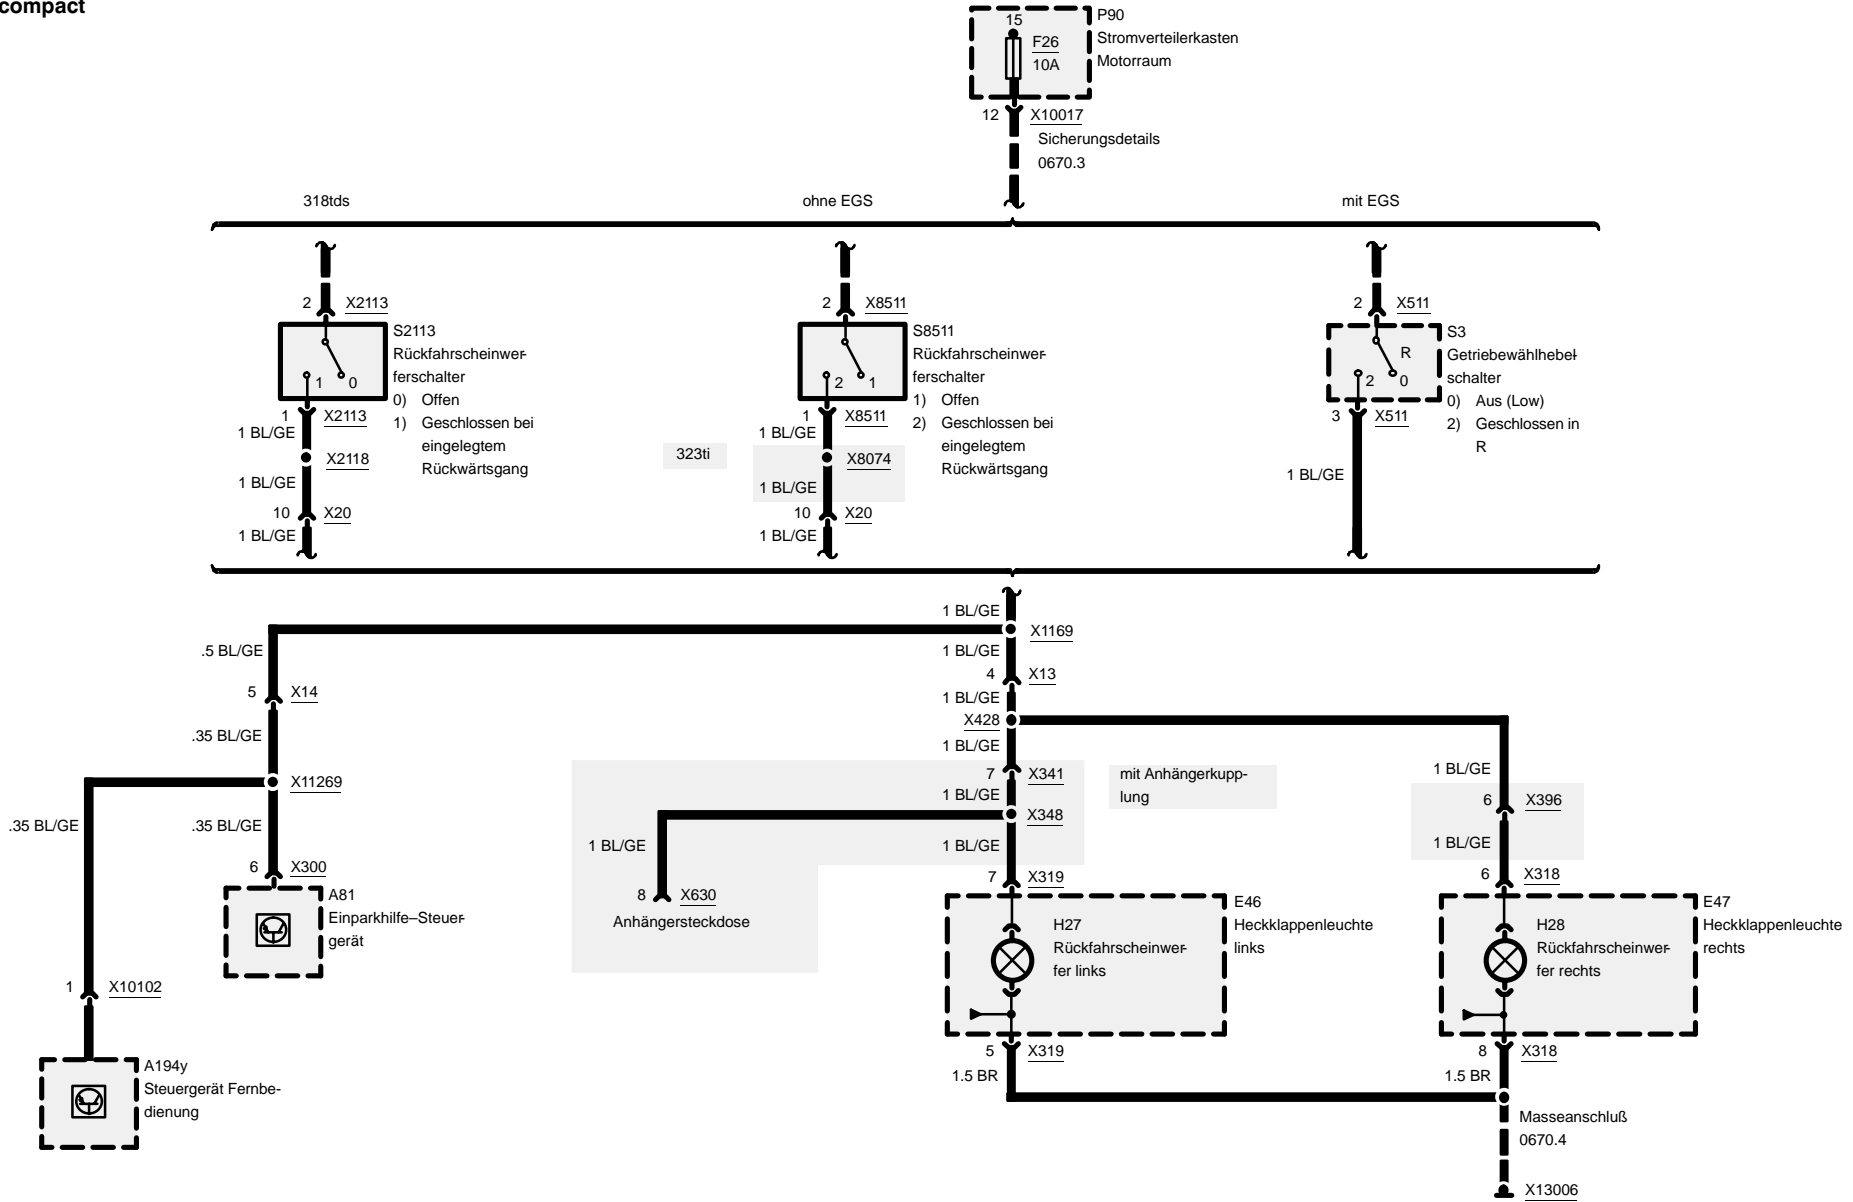 compact
15
F26
10A
P90
Stromverteilerkasten
Motorraum
12
X10017
Sicherungsdetails
0670.3
318tds
ohne EGS
mit EGS
2
X2113
S2113
Rückfahrscheinwer-
ferschalter
0) Offen
1) Geschlossen bei
eingelegtem
Rückwärtsgang
1
0
1
X2113
1 BL/GE
X2118
1 BL/GE
10
X20
1 BL/GE
323ti
2
X8511
S8511
Rückfahrscheinwer-
ferschalter
1) Offen
2) Geschlossen bei
eingelegtem
Rückwärtsgang
2
1
1
X8511
1 BL/GE
X8074
1 BL/GE
10
X20
1 BL/GE
2
X511
S3
Getriebewählhebel-
schalter
0) Aus (Low)
2) Geschlossen in
R
R
2
0
3
X511
1 BL/GE
1 BL/GE
X1169
.5 BL/GE
1 BL/GE
5
X14
4
X13
1 BL/GE
X428
.35 BL/GE
1 BL/GE
X11269
7
X341
mit Anhängerkupp-
lung
1 BL/GE
6
X396
1 BL/GE
X348
.35 BL/GE
.35 BL/GE
1 BL/GE
1 BL/GE
1 BL/GE
6
X300
7
X319
6
X318
A81
Einparkhilfe–Steuer-
gerät
8
X630
Anhängersteckdose
E46
Heckklappenleuchte
links
H27
Rückfahrscheinwer-
fer links
E47
Heckklappenleuchte
rechts
H28
Rückfahrscheinwer-
fer rechts
1
X10102
5
X319
8
X318
A194y
Steuergerät Fernbe-
dienung
1.5 BR
1.5 BR
Masseanschluß
0670.4
X13006